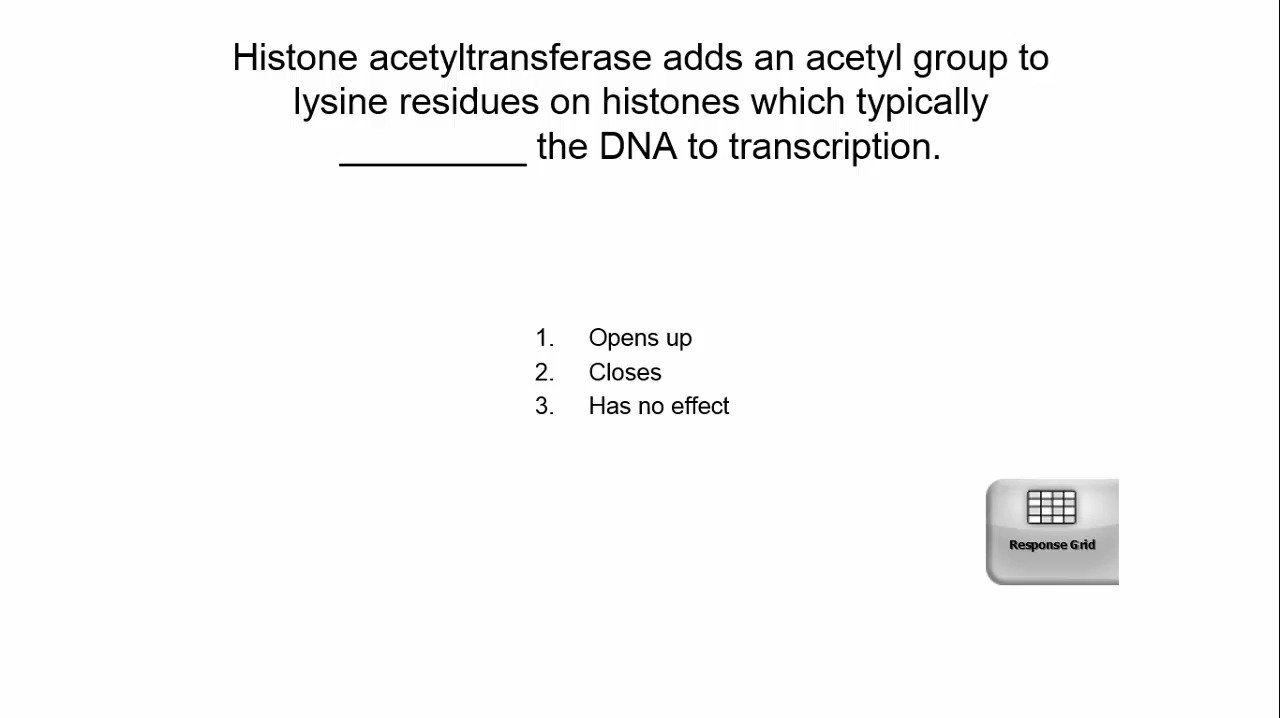 Histone acetyltransferase adds an acetyl group to
lysine residues on histones which typically
_________ the DNA to transcription.
1. Opens up
2. Closes
3. Has no effect
Response Grid